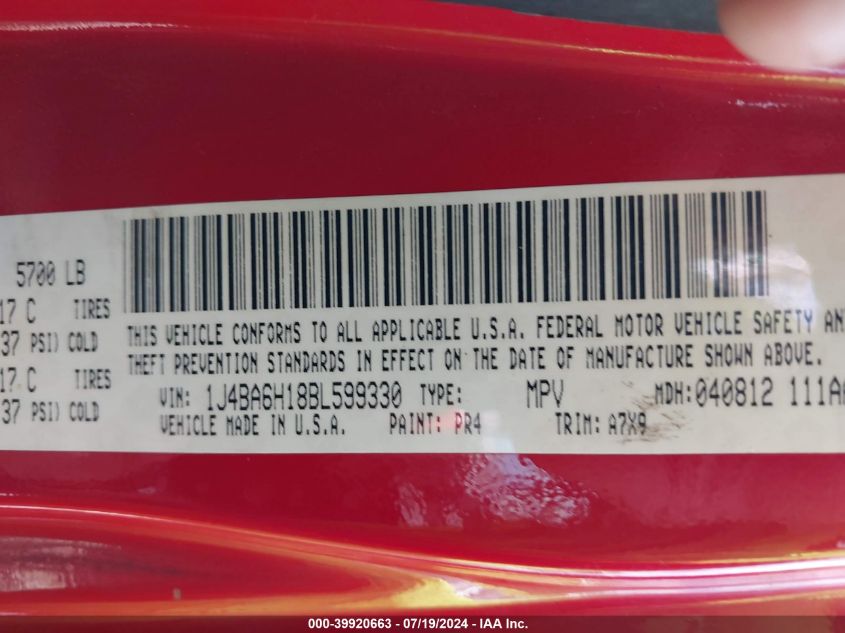 5700 LB
17 C TIRES
37 PSI) COLD
17 C TIRES
37 PSI) COLD
THIS VEHICLE CONFORMS TO ALL APPLICABLE U.S.A. FEDERAL MOTOR VEHICLE SAFETY AN
THEFT PREVENTION STANDARDS IN EFFECT ON THE DATE OF MANUFACTURE SHOWN ABOVE.
VIN: 1J4BA6H18BL599330 TYPE: MPV MDH: 040812 111AA
VEHICLE MADE IN U.S.A. PAINT: PR4 TRIM: A7X9
000-39920663 - 07/19/2024 - IAA Inc.